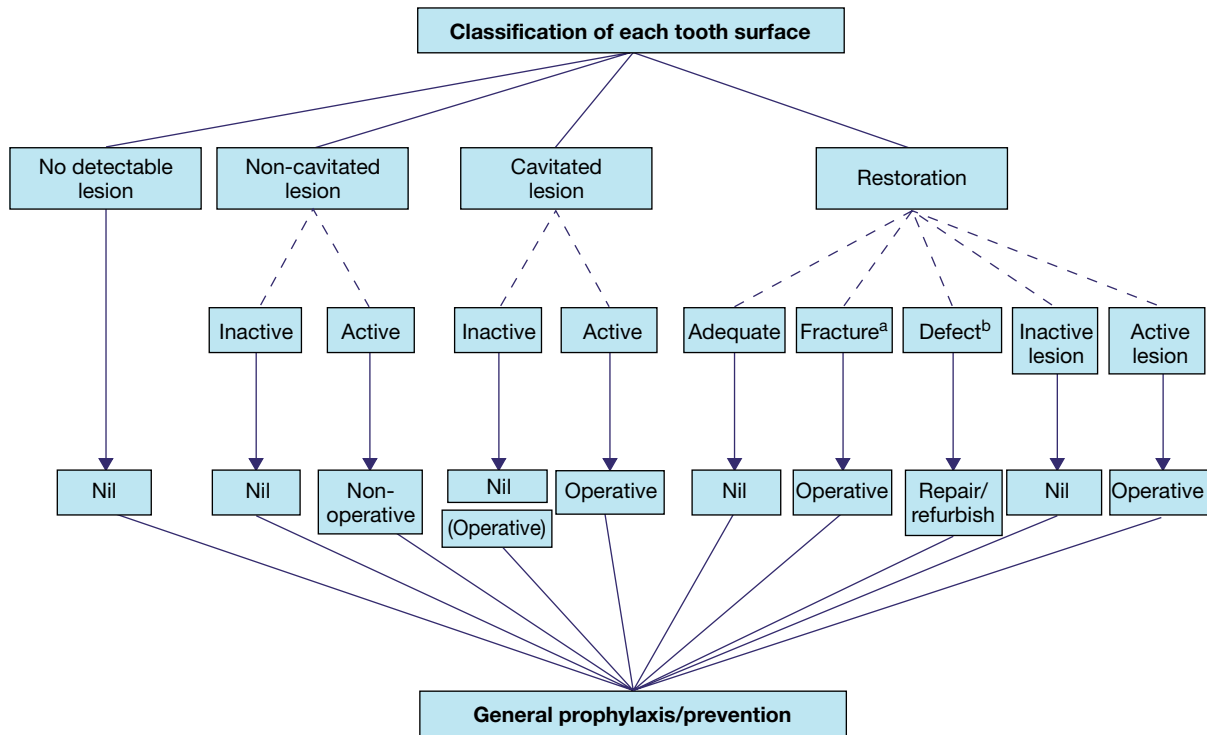 Classification of each tooth surface
No detectable
lesion
Non-cavitated
lesion
Cavitated
lesion
Restoration
Inactive
Active
Inactive
Active
Adequate
Fractureᵃ
Defectᵇ
Inactive
lesion
Active
lesion
Nil
Nil
Non-
operative
Nil
(Operative)
Operative
Nil
Operative
Repair/
refurbish
Nil
Operative
General prophylaxis/prevention